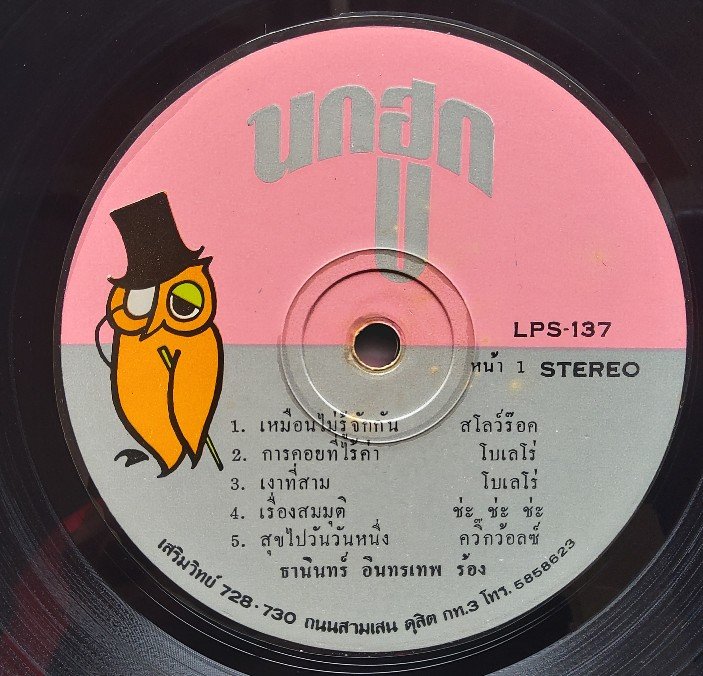 นกฮูก
LPS-137
หน้า 1 STEREO
1. เหมือนไม่รู้จักกัน สโลว์ร๊อค
2. การคอยที่ไร้ค่า โบเลโร่
3. เงาที่สาม โบเลโร่
4. เรื่องสมมุติ ช่ะ ช่ะ ช่ะ
5. สุขไปวันวันหนึ่ง ควิ๊กว้อลซ์
ธานินทร์ อินทรเทพ ร้อง
เสริมวิทย์ 728-730 ถนนสามเสน ดุสิต กท.3 โทร. 5858623